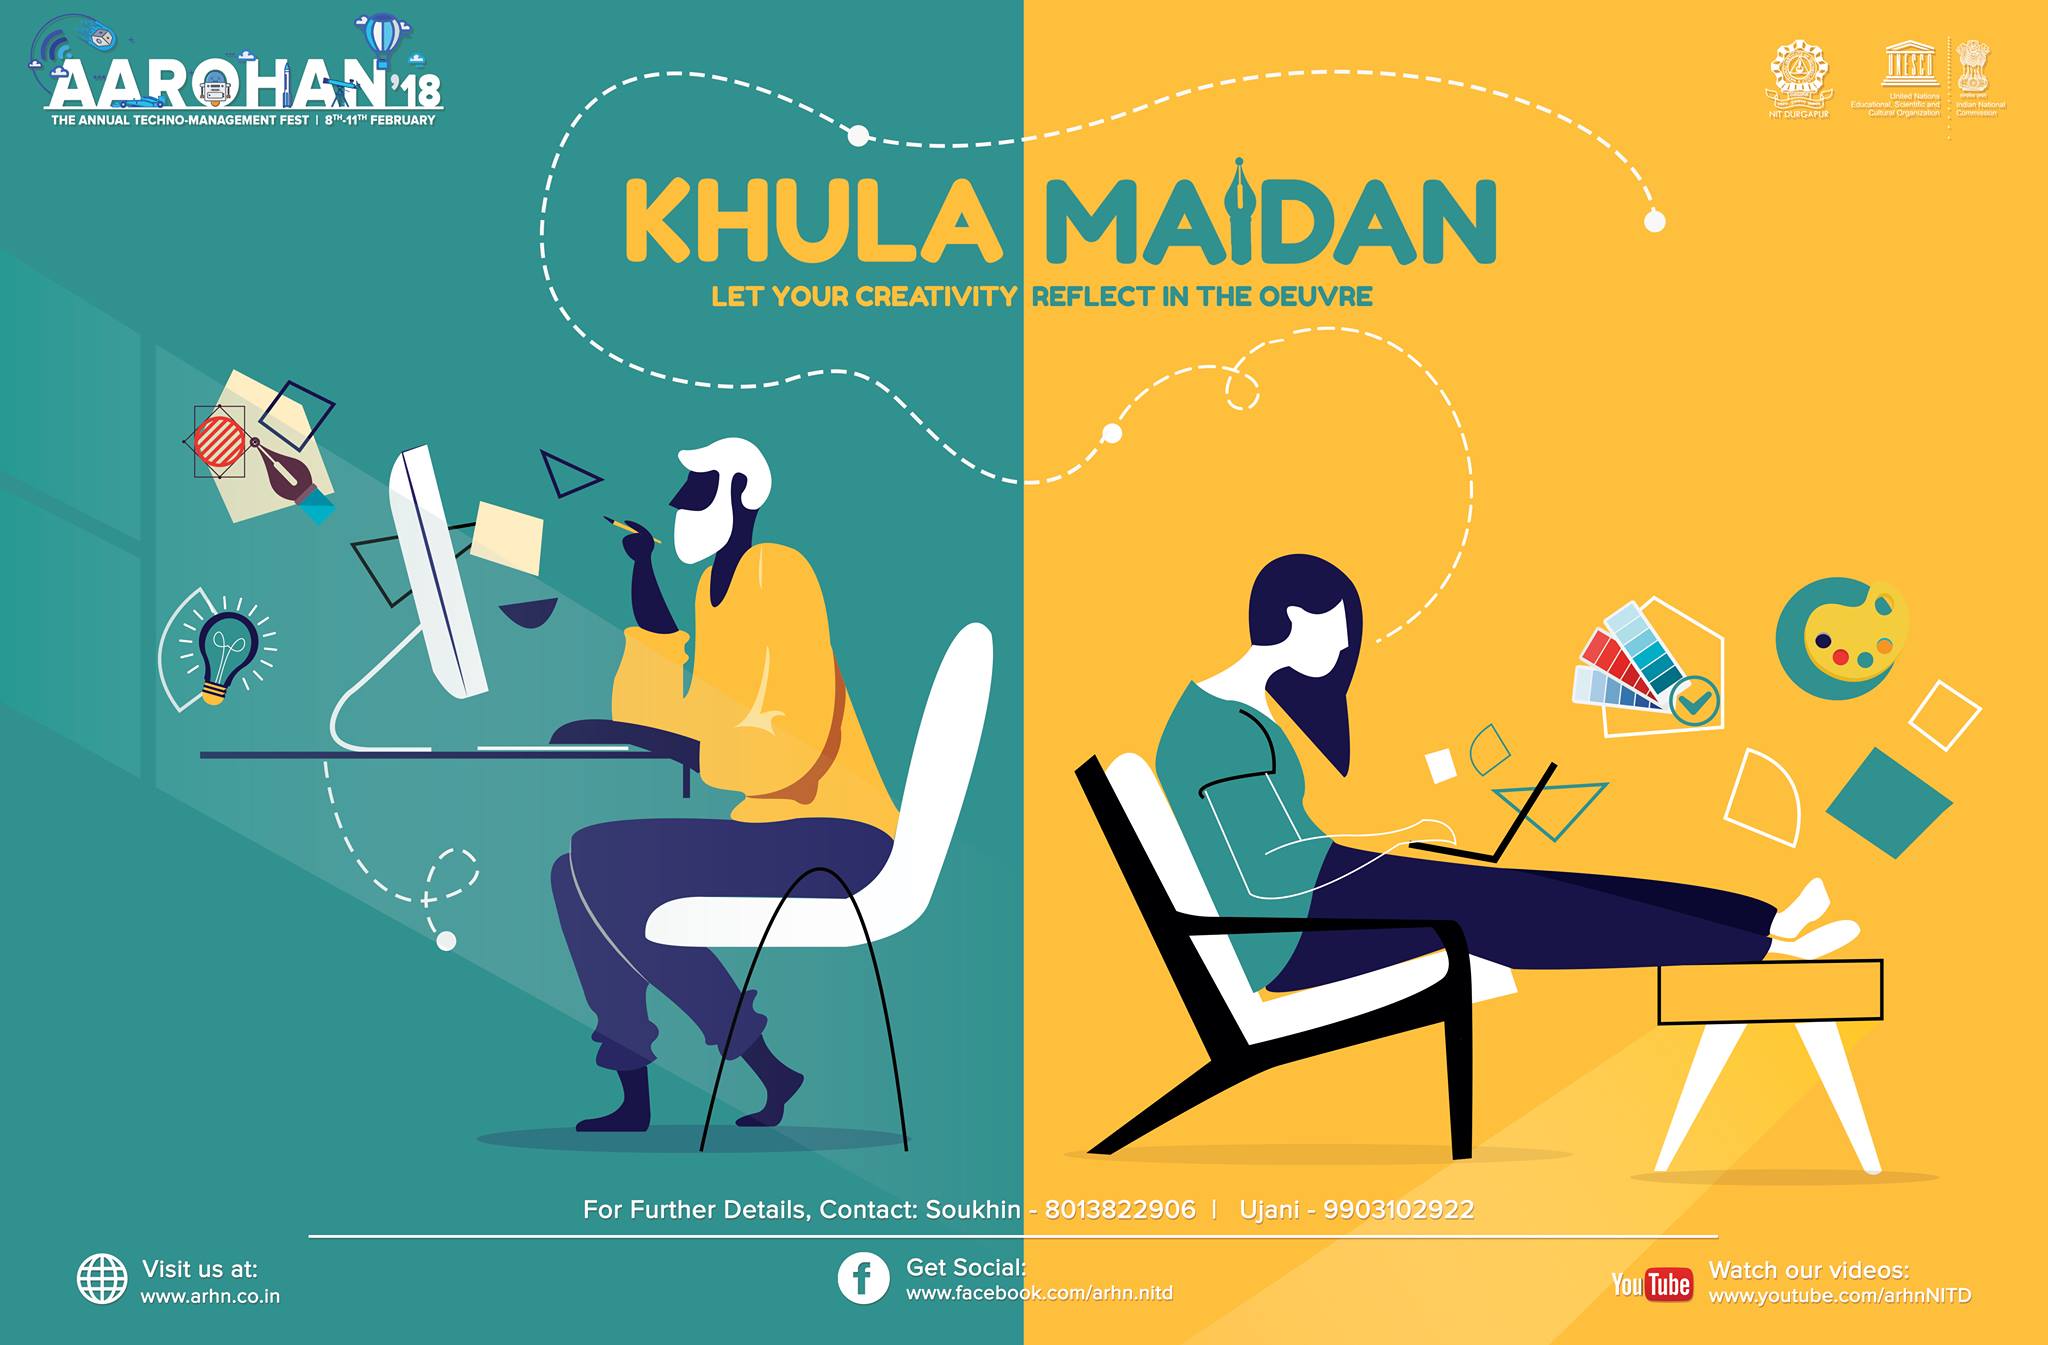 AAROHAN'18
THE ANNUAL TECHNO-MANAGEMENT FEST | 8TH-11TH FEBRUARY
NIT DURGAPUR
UNESCO
United Nations
Educational, Scientific and
Cultural Organization
Indian National
Commission
KHULA MAIDAN
LET YOUR CREATIVITY REFLECT IN THE OEUVRE
For Further Details, Contact: Soukhin - 8013822906 | Ujani - 9903102922
Visit us at:
www.arhn.co.in
Get Social:
www.facebook.com/arhn.nitd
YouTube
Watch our videos:
www.youtube.com/arhnNITD